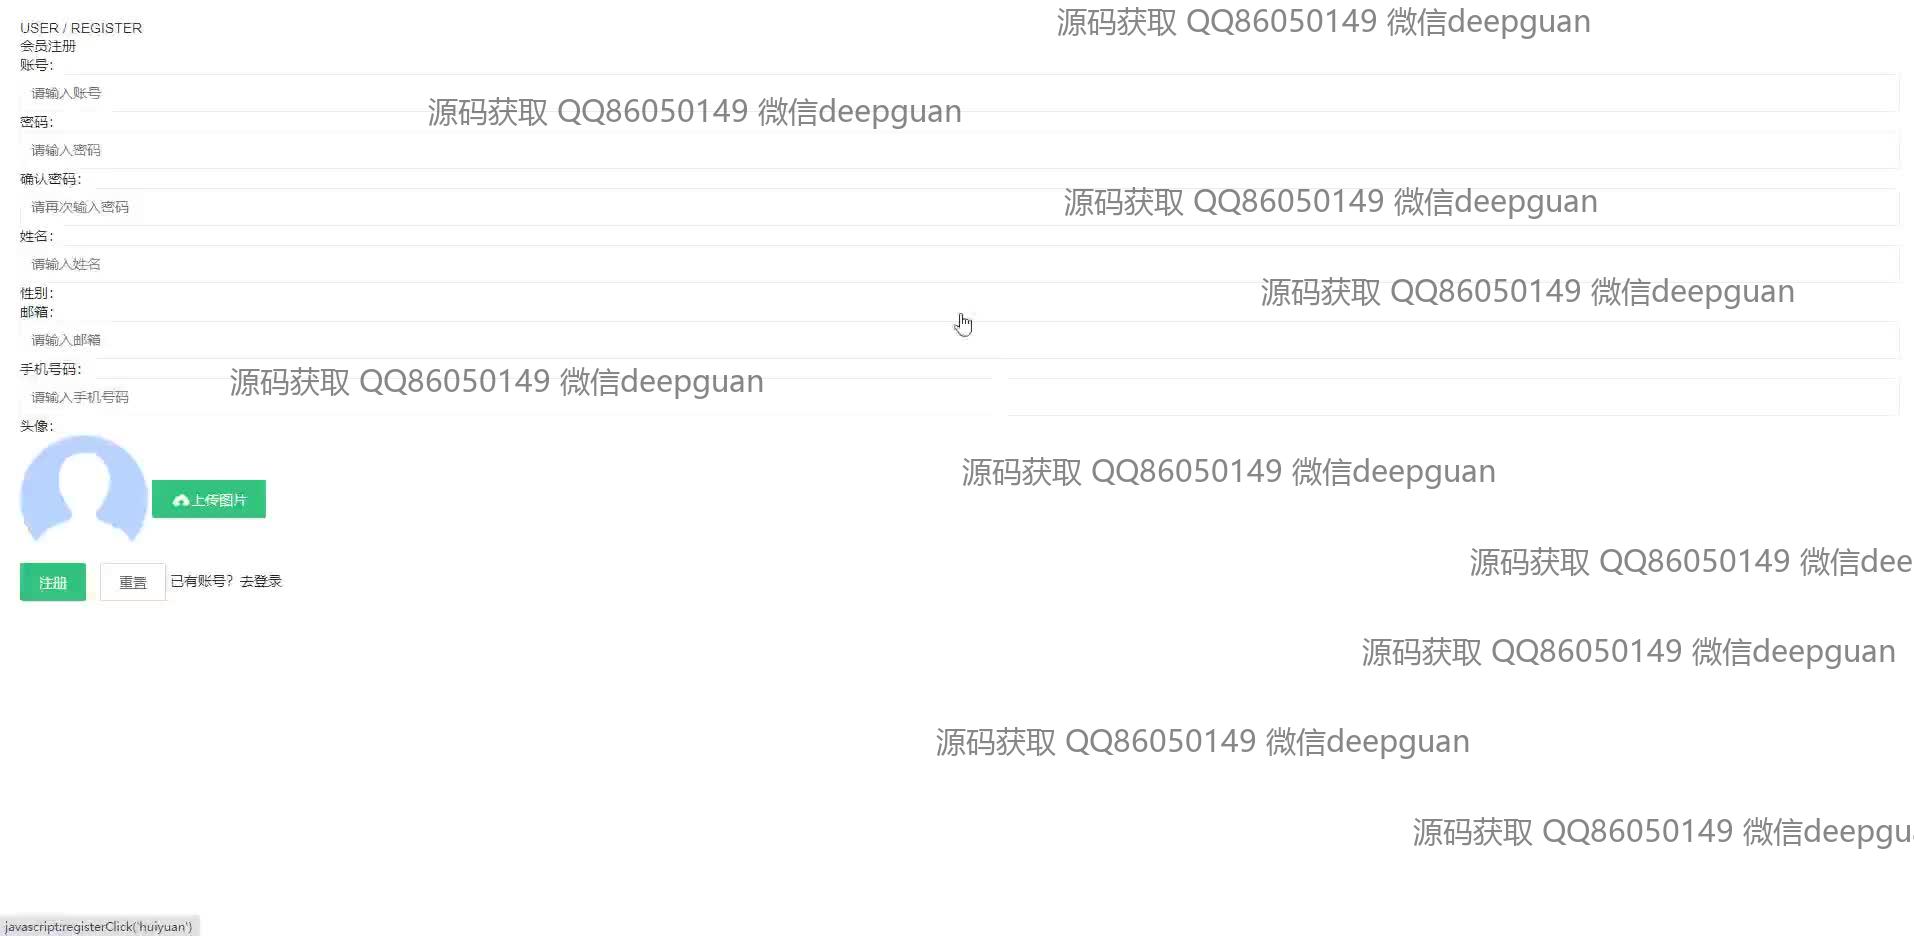 源码获取 QQ86050149 微信deepguan
USER / REGISTER
会员注册
账号：
请输入账号
源码获取 QQ86050149 微信deepguan
密码：
请输入密码
确认密码：
源码获取 QQ86050149 微信deepguan
请再次输入密码
姓名：
请输入姓名
性别：
源码获取 QQ86050149 微信deepguan
邮箱：
请输入邮箱
手机号码：
源码获取 QQ86050149 微信deepguan
请输入手机号码
头像：
源码获取 QQ86050149 微信deepguan
上传图片
源码获取 QQ86050149 微信dee
注册 重置 已有账号？去登录
源码获取 QQ86050149 微信deepguan
源码获取 QQ86050149 微信deepguan
源码获取 QQ86050149 微信deepgu
javascript:registerClick('huiyuan')